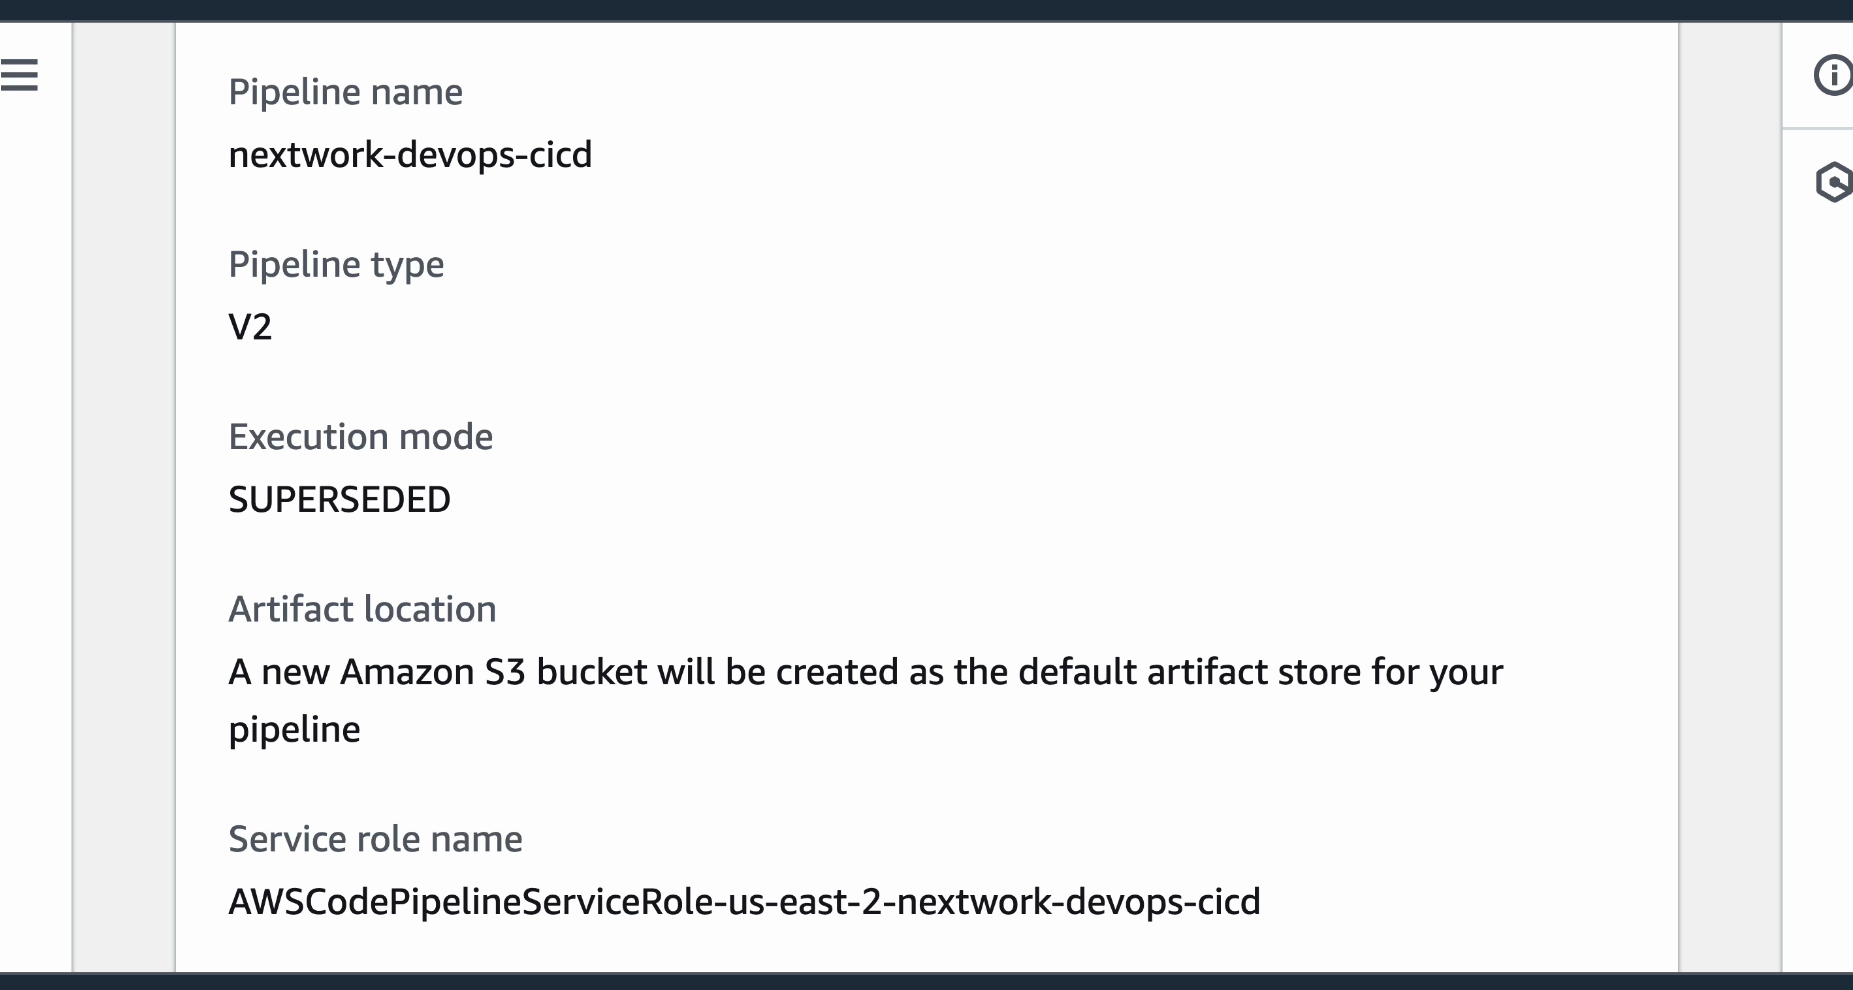 Pipeline name
nextwork-devops-cicd
Pipeline type
V2
Execution mode
SUPERSEDED
Artifact location
A new Amazon S3 bucket will be created as the default artifact store for your
pipeline
Service role name
AWSCodePipelineServiceRole-us-east-2-nextwork-devops-cicd